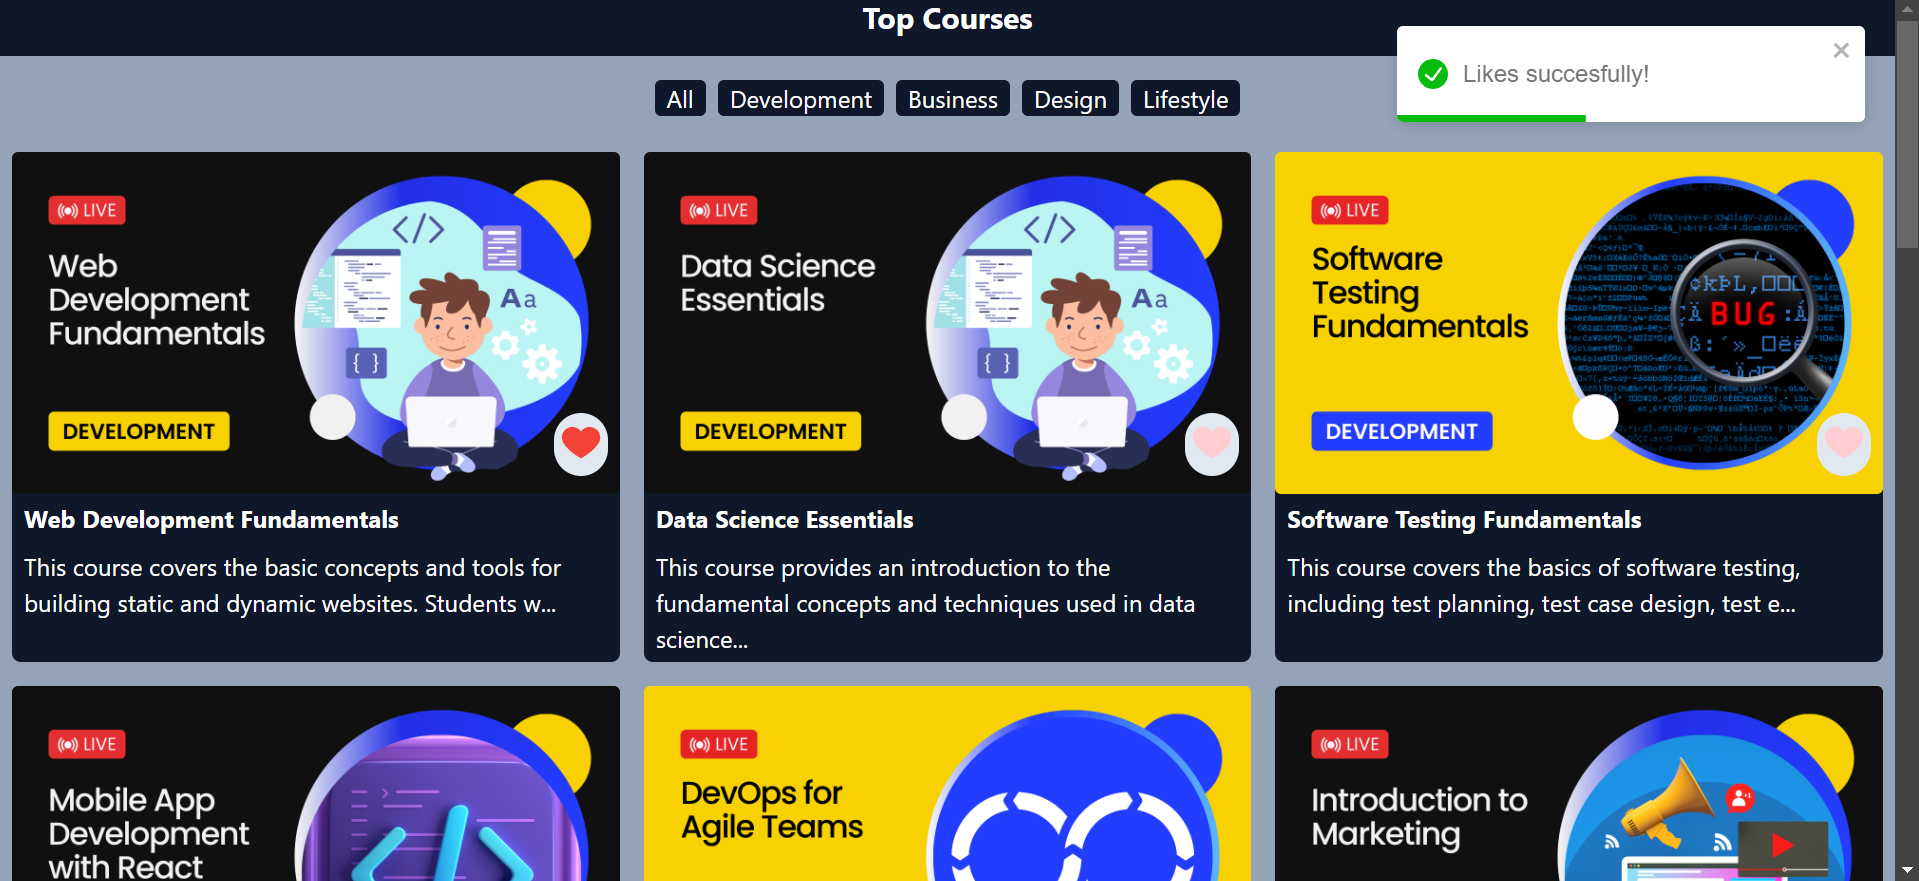 Top Courses
Likes succesfully!
All
Development
Business
Design
Lifestyle
LIVE
Web
Development
Fundamentals
Aa
{ }
DEVELOPMENT
Web Development Fundamentals
This course covers the basic concepts and tools for
building static and dynamic websites. Students w...
LIVE
Data Science
Essentials
Aa
{ }
DEVELOPMENT
Data Science Essentials
This course provides an introduction to the
fundamental concepts and techniques used in data
science...
LIVE
Software
Testing
Fundamentals
BUG
DEVELOPMENT
Software Testing Fundamentals
This course covers the basics of software testing,
including test planning, test case design, test e...
LIVE
Mobile App
Development
with React
LIVE
DevOps for
Agile Teams
LIVE
Introduction to
Marketing
+1